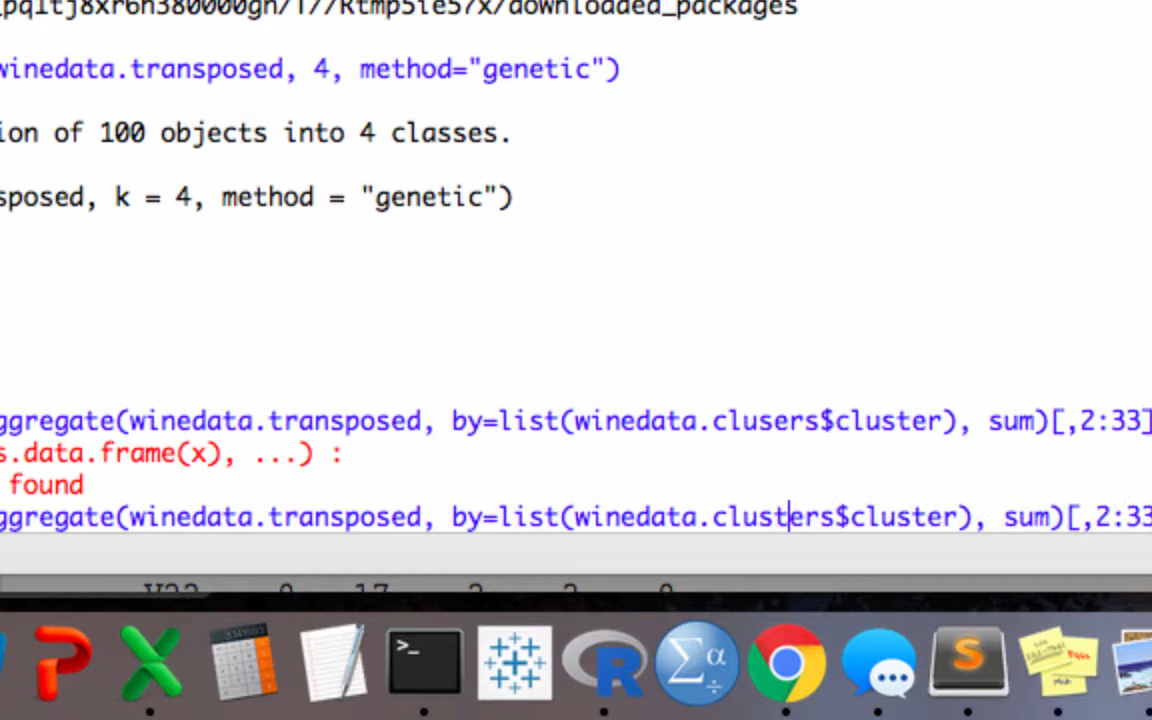 pq1tj8xr6h380000gn/T//Rtmp5ie57x/downloaded_packages
winedata.transposed, 4, method="genetic")
ion of 100 objects into 4 classes.
sposed, k = 4, method = "genetic")
ggregate(winedata.transposed, by=list(winedata.clusers$cluster), sum)[,2:33]
s.data.frame(x), ...) :
found
ggregate(winedata.transposed, by=list(winedata.clusters$cluster), sum)[,2:33